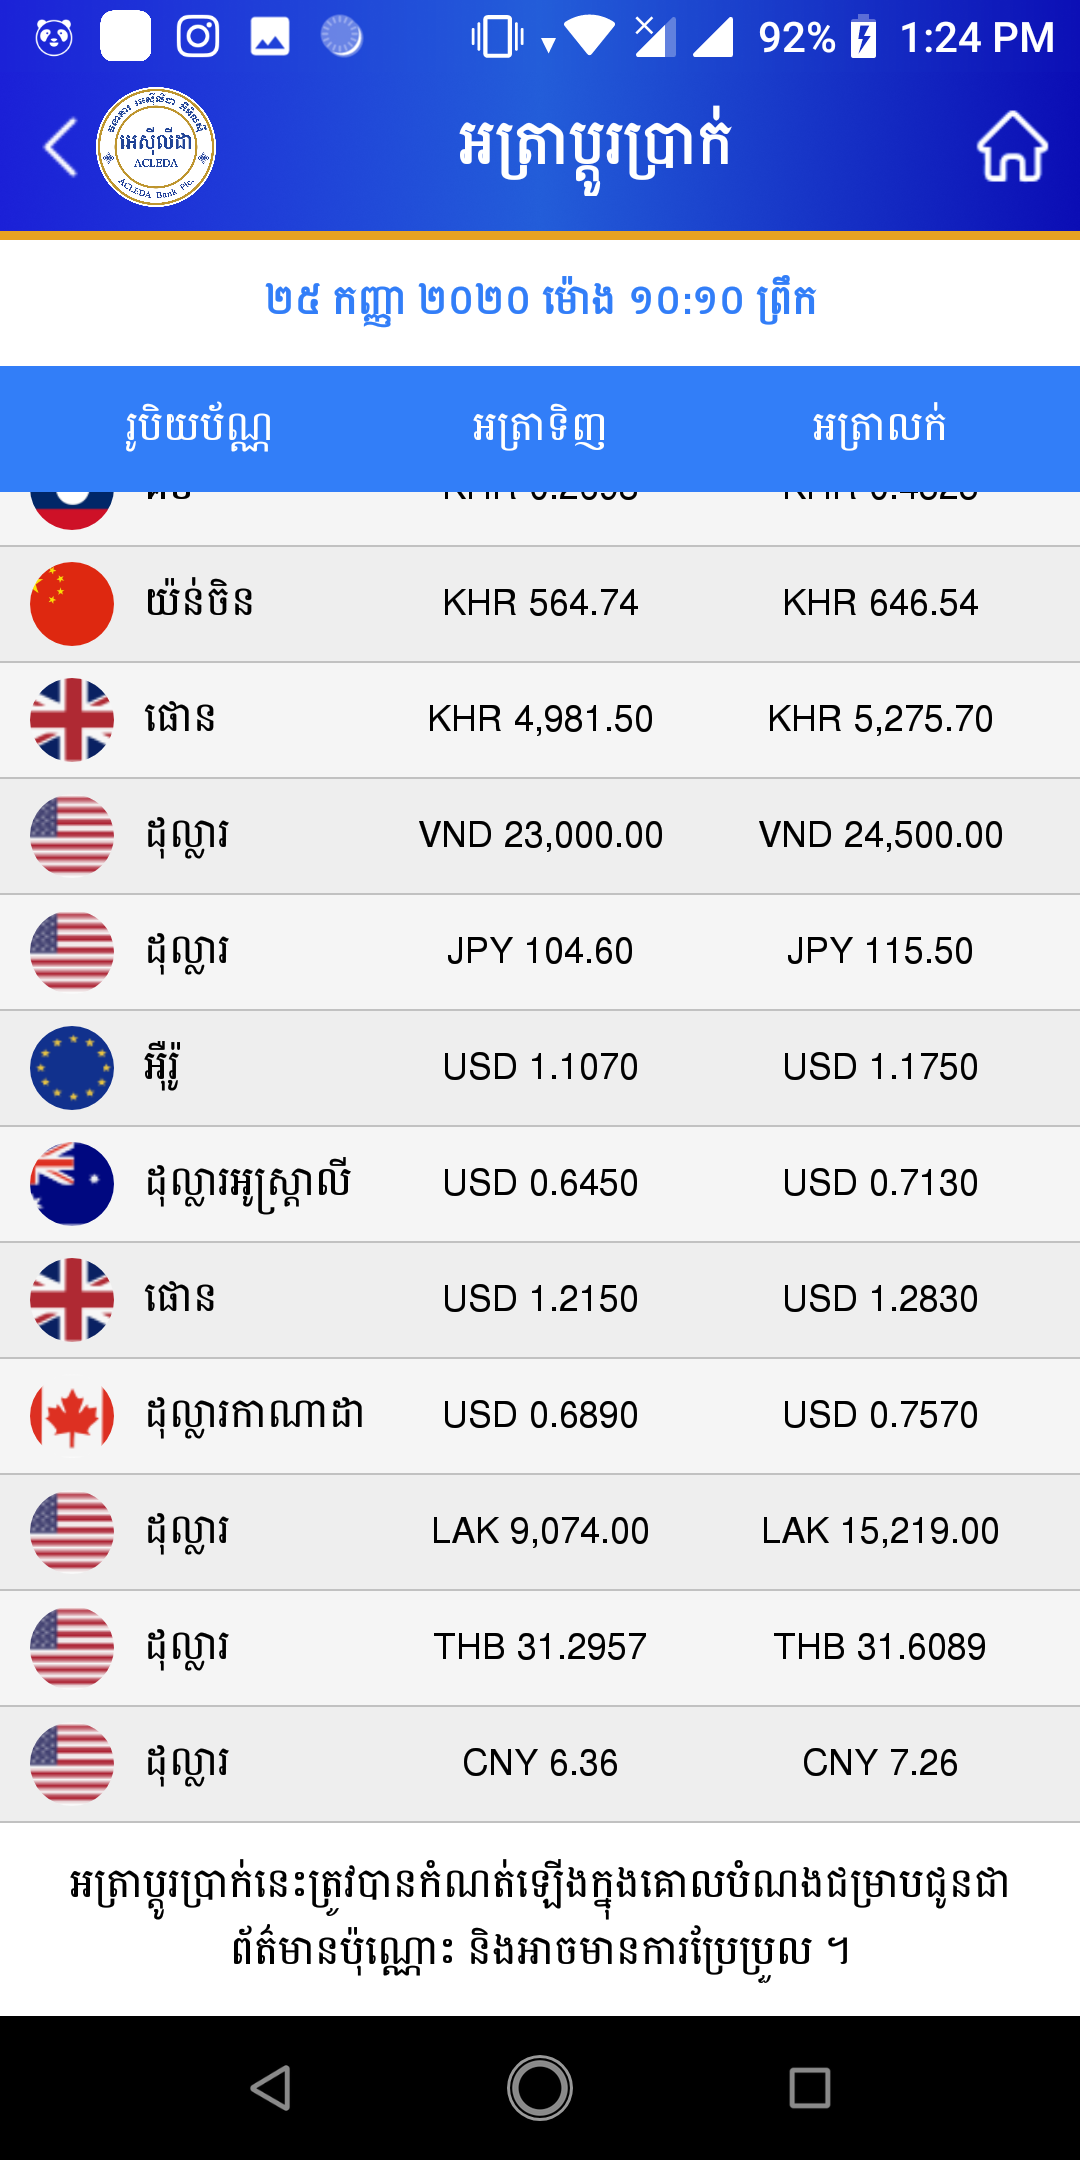 92% 1:24 PM
អេស៊ីលីដា
ACLEDA
ACLEDA Bank Plc.
អត្រាប្តូរប្រាក់
២៥ កញ្ញា ២០២០ ម៉ោង ១០:១០ ព្រឹក
រូបិយប័ណ្ណ អត្រាទិញ អត្រាលក់
យ៉ន់ចិន KHR 564.74 KHR 646.54
ផោន KHR 4,981.50 KHR 5,275.70
ដុល្លារ VND 23,000.00 VND 24,500.00
ដុល្លារ JPY 104.60 JPY 115.50
អ៊ឺរ៉ូ USD 1.1070 USD 1.1750
ដុល្លារអូស្ត្រាលី USD 0.6450 USD 0.7130
ផោន USD 1.2150 USD 1.2830
ដុល្លារកាណាដា USD 0.6890 USD 0.7570
ដុល្លារ LAK 9,074.00 LAK 15,219.00
ដុល្លារ THB 31.2957 THB 31.6089
ដុល្លារ CNY 6.36 CNY 7.26
អត្រាប្តូរប្រាក់នេះត្រូវបានកំណត់ឡើងក្នុងគោលបំណងជម្រាបជូនជា
ព័ត៌មានប៉ុណ្ណោះ និងអាចមានការប្រែប្រួល ។